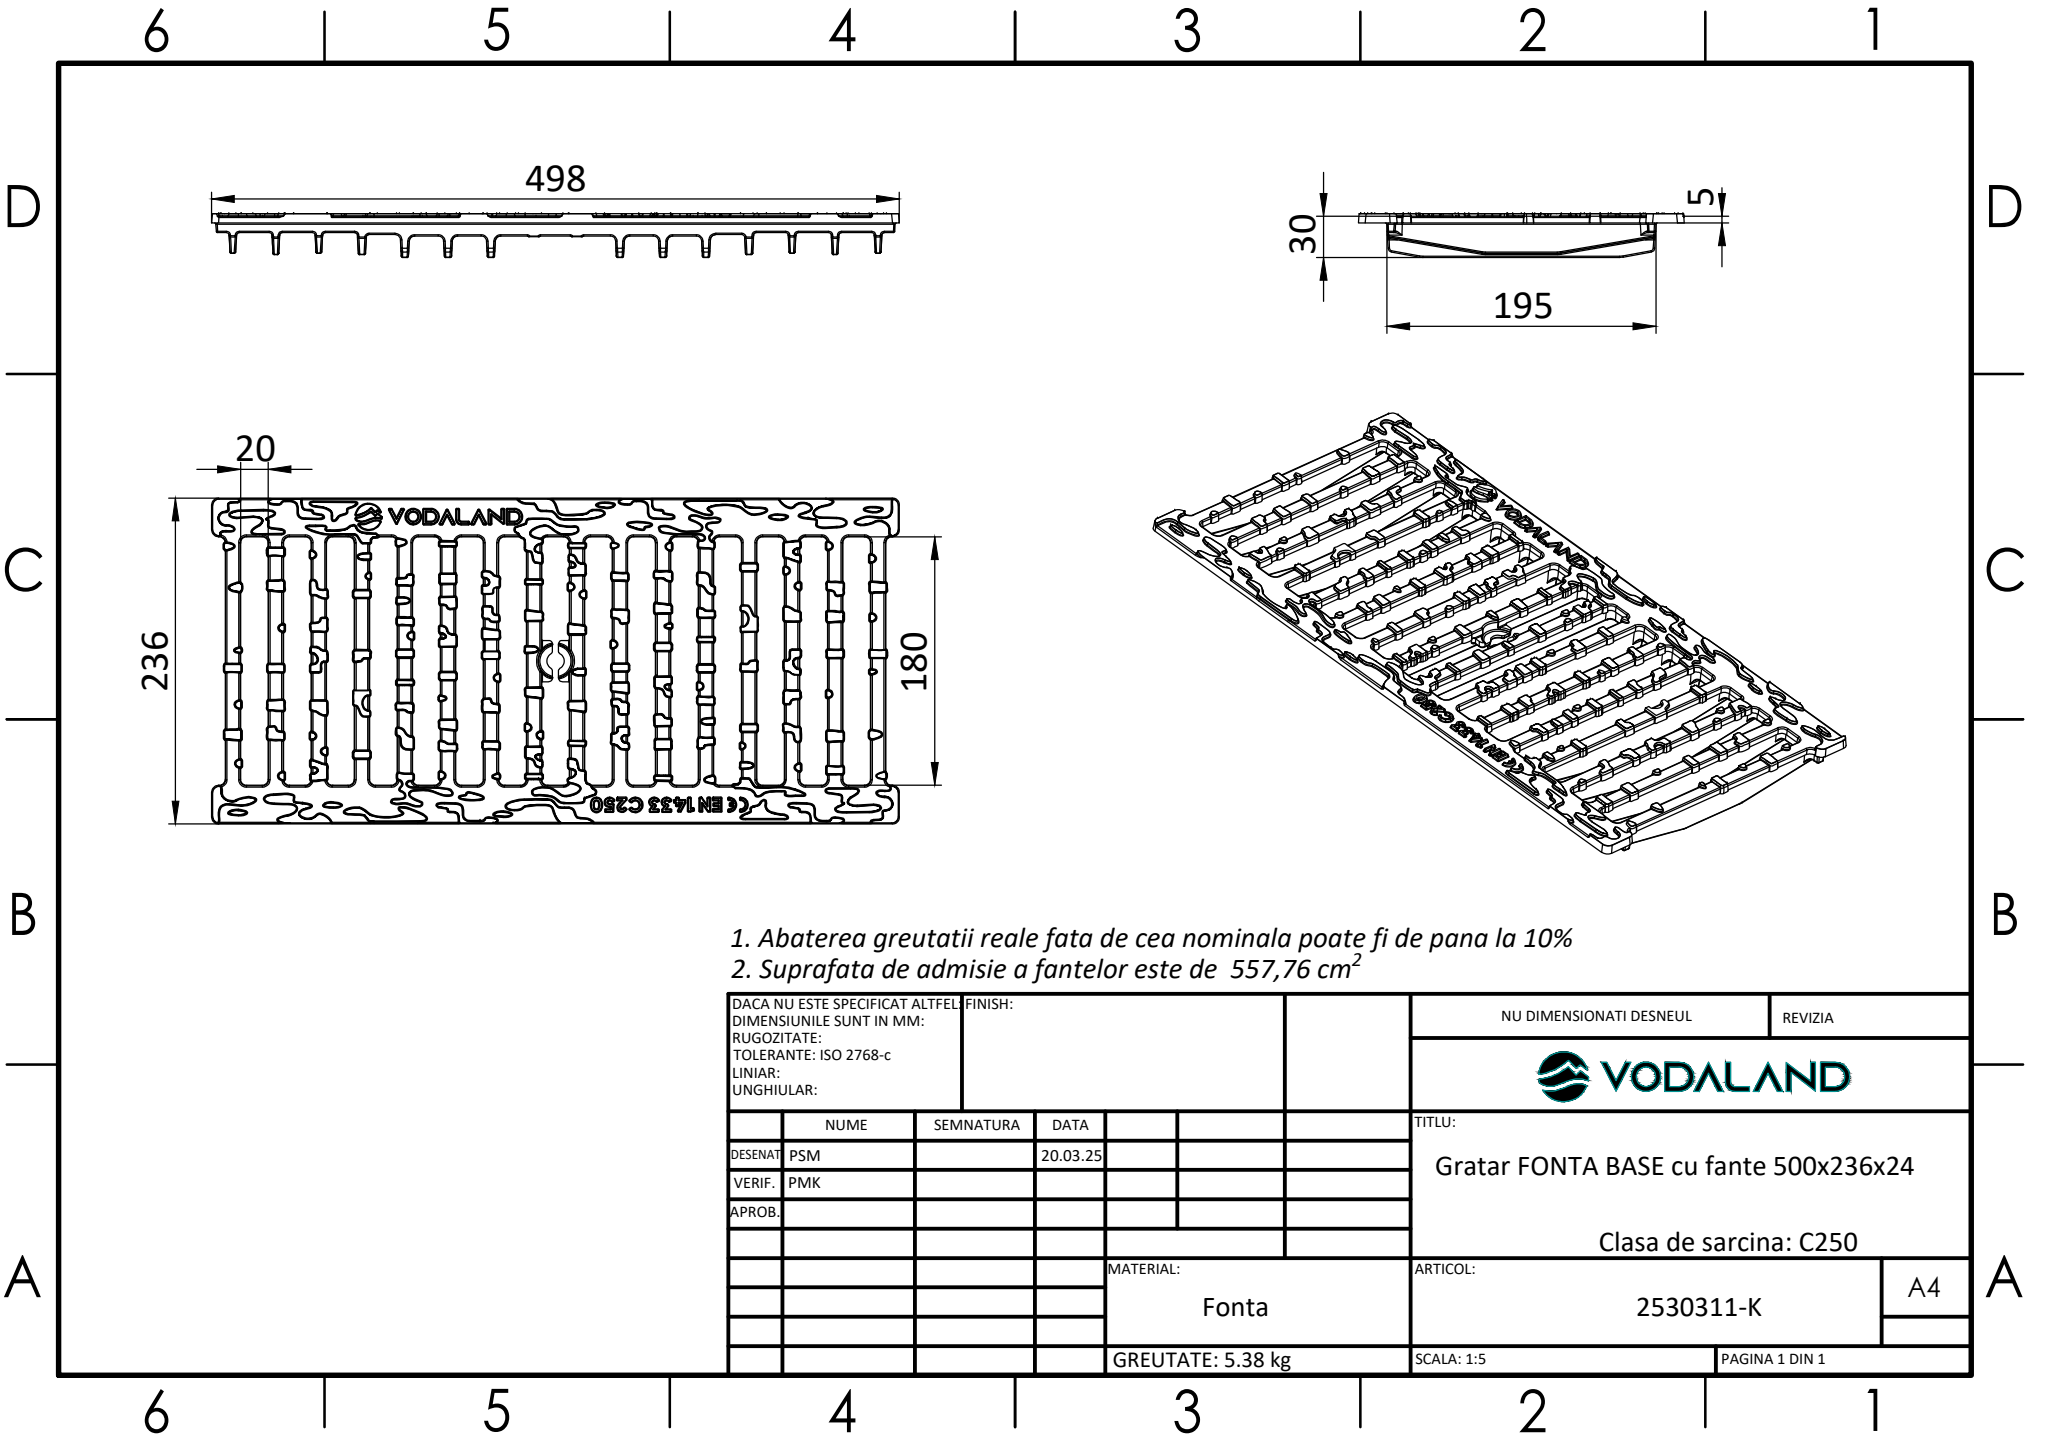 6 5 4 3 2 1
D D
498
30
5
195
C C
20
VODALAND
236
180
CE EN 1433 C250
VODALAND
CE EN 1433 C250
B B
1. Abaterea greutatii reale fata de cea nominala poate fi de pana la 10%
2. Suprafata de admisie a fantelor este de 557,76 cm²
DACA NU ESTE SPECIFICAT ALTFEL:
DIMENSIUNILE SUNT IN MM:
RUGOZITATE:
TOLERANTE: ISO 2768-c
LINIAR:
UNGHIULAR:
FINISH:
NU DIMENSIONATI DESNEUL
REVIZIA
VODALAND
NUME SEMNATURA DATA
DESENAT PSM 20.03.25
VERIF. PMK
APROB.
TITLU:
Gratar FONTA BASE cu fante 500x236x24
Clasa de sarcina: C250
A A
MATERIAL:
Fonta
ARTICOL:
2530311-K
A4
GREUTATE: 5.38 kg
SCALA: 1:5
PAGINA 1 DIN 1
6 5 4 3 2 1